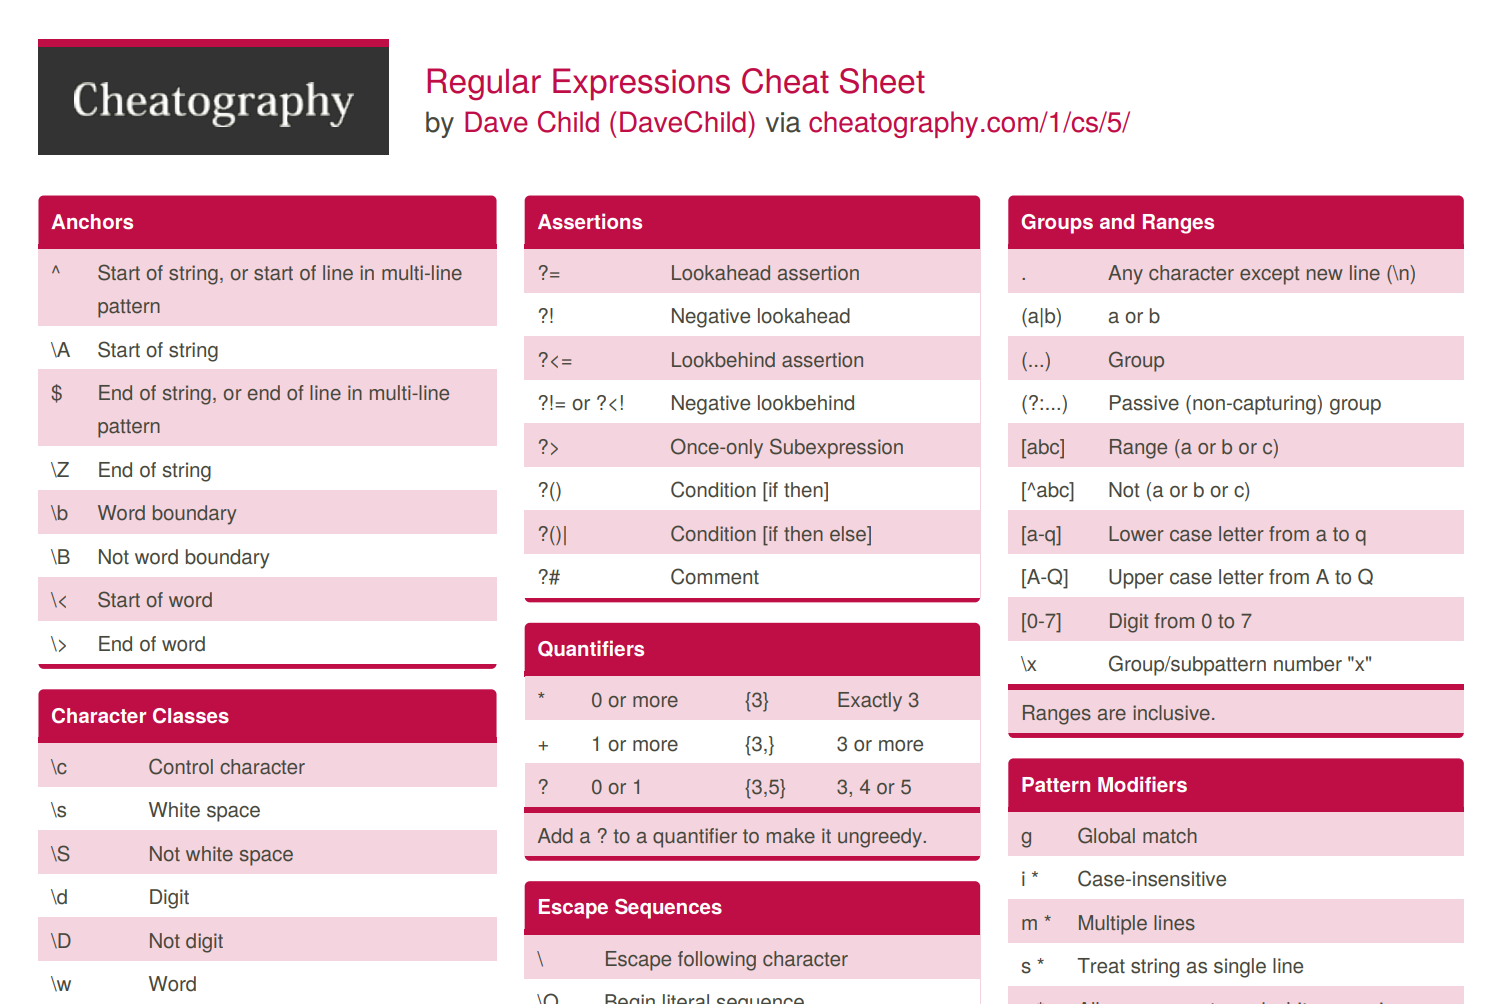 Cheatography
Regular Expressions Cheat Sheet
by Dave Child (DaveChild) via cheatography.com/1/cs/5/
Anchors
^ Start of string, or start of line in multi-line
pattern
\A Start of string
$ End of string, or end of line in multi-line
pattern
\Z End of string
\b Word boundary
\B Not word boundary
\< Start of word
\> End of word
Character Classes
\c Control character
\s White space
\S Not white space
\d Digit
\D Not digit
\w Word
Assertions
?= Lookahead assertion
?! Negative lookahead
?<= Lookbehind assertion
?!= or ?<! Negative lookbehind
?> Once-only Subexpression
?() Condition [if then]
?()| Condition [if then else]
?# Comment
Quantifiers
* 0 or more {3} Exactly 3
+ 1 or more {3,} 3 or more
? 0 or 1 {3,5} 3, 4 or 5
Add a ? to a quantifier to make it ungreedy.
Escape Sequences
\ Escape following character
\Q Begin literal sequence
Groups and Ranges
. Any character except new line (\n)
(a|b) a or b
(...) Group
(?:...) Passive (non-capturing) group
[abc] Range (a or b or c)
[^abc] Not (a or b or c)
[a-q] Lower case letter from a to q
[A-Q] Upper case letter from A to Q
[0-7] Digit from 0 to 7
\x Group/subpattern number "x"
Ranges are inclusive.
Pattern Modifiers
g Global match
i * Case-insensitive
m * Multiple lines
s * Treat string as single line